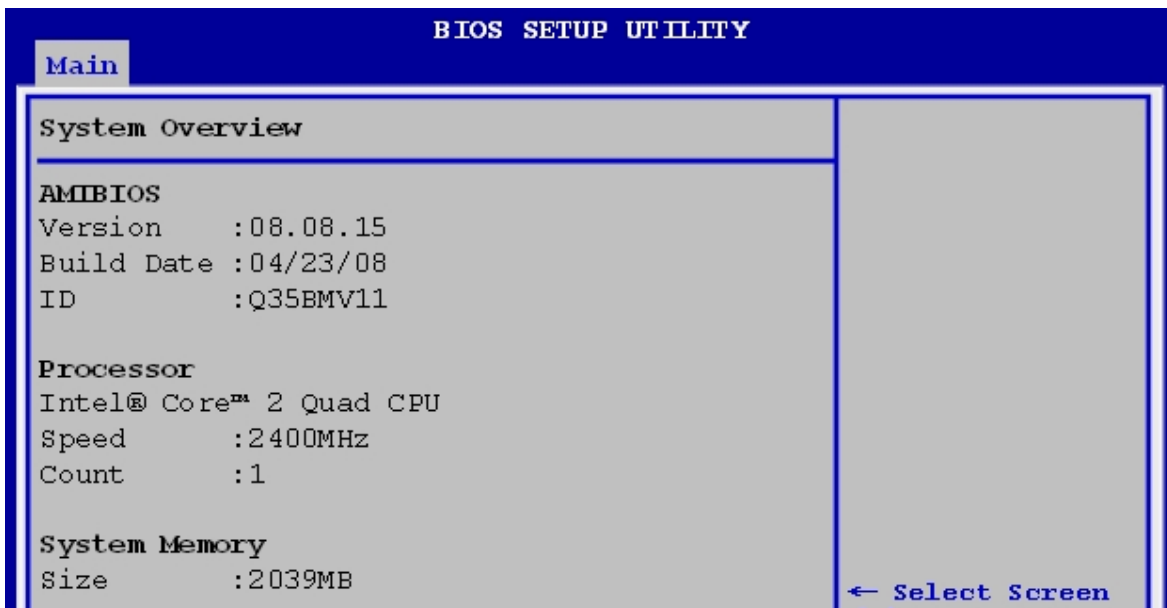 BIOS SETUP UTILITY
Main
System Overview
AMIBIOS
Version :08.08.15
Build Date :04/23/08
ID :Q35BMV11
Processor
Intel® Core™ 2 Quad CPU
Speed :2400MHz
Count :1
System Memory
Size :2039MB
← Select Screen